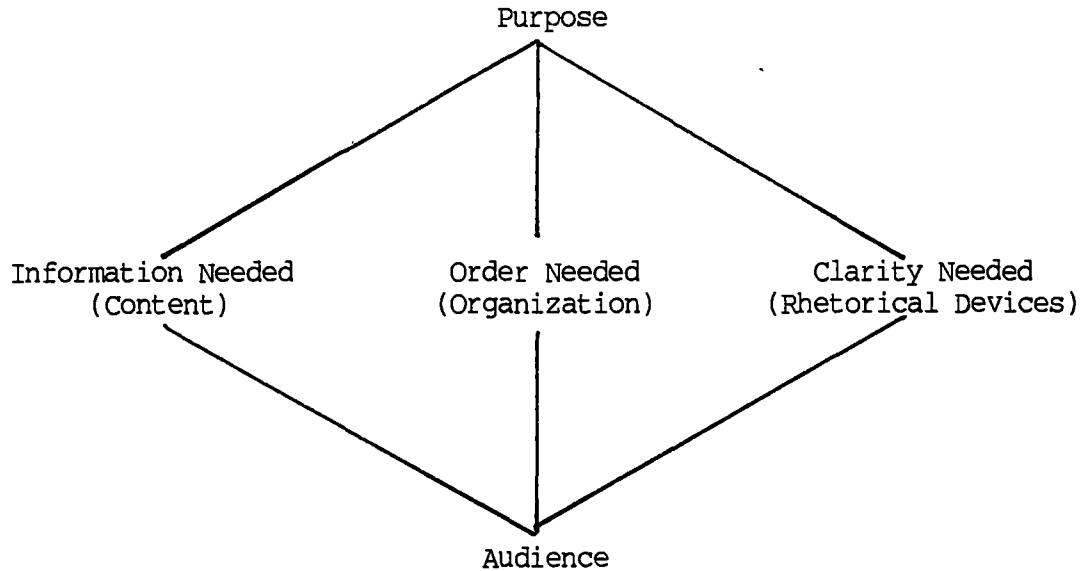 Purpose
Information Needed
(Content)
Order Needed
(Organization)
Clarity Needed
(Rhetorical Devices)
Audience